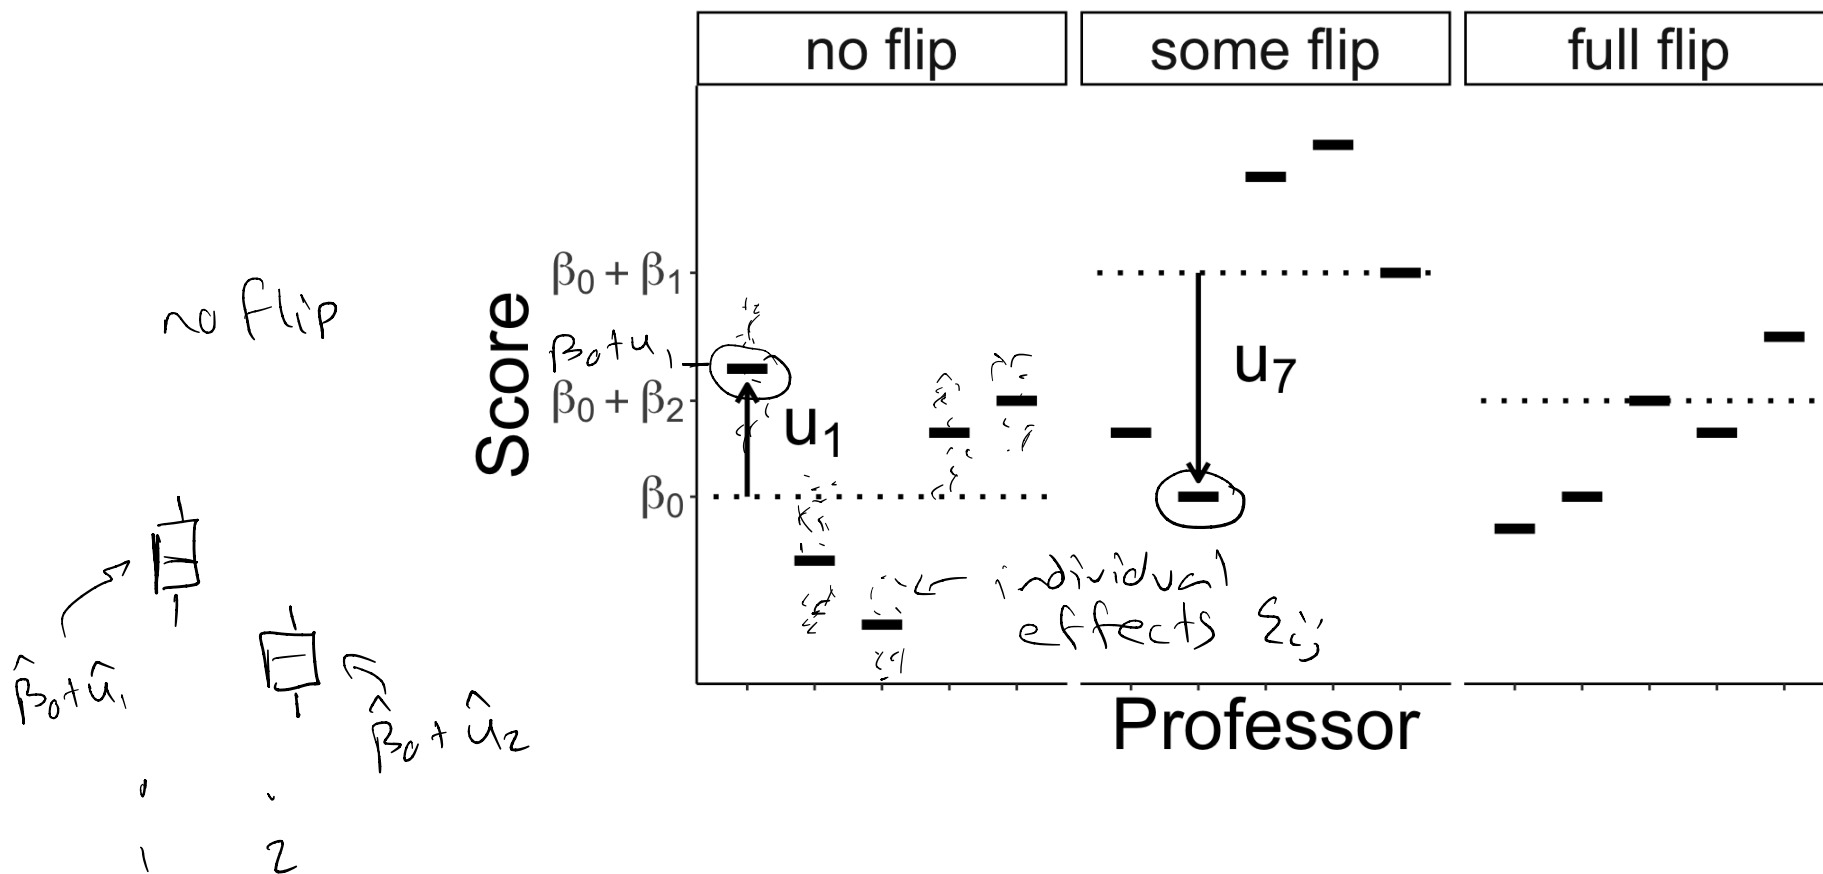 no flip
some flip
full flip
β₀ + β₁
no flip
Score
β₀+u₁
β₀ + β₂
u₁
u₇
β₀
individual
effects Σij
β̂₀+û₁
β̂₀+û₂
Professor
1
2